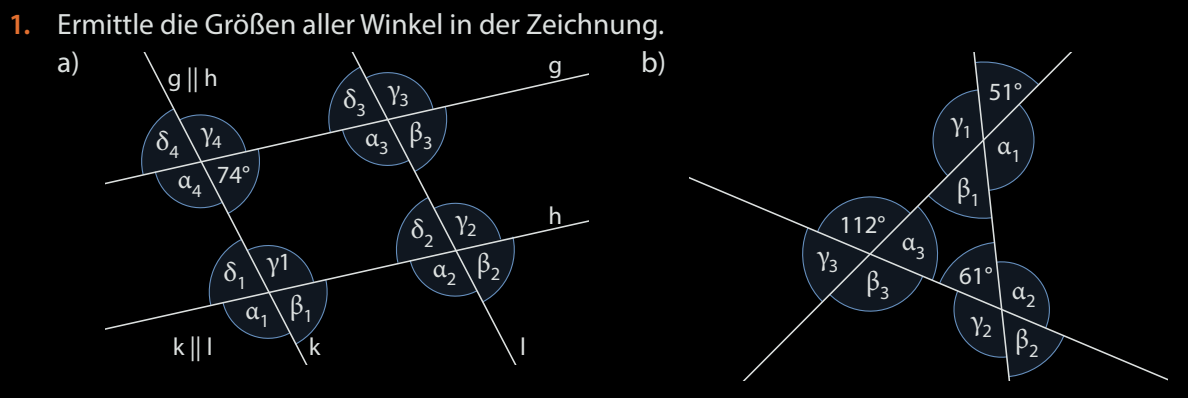 1. Ermittle die Größen aller Winkel in der Zeichnung.
a)
g || h
g
δ₃ γ₃
α₃ β₃
δ₄ γ₄
α₄ 74°
h
δ₂ γ₂
α₂ β₂
δ₁ γ1
α₁ β₁
k || l
k
l
b)
51°
γ₁ α₁
β₁
112°
γ₃ α₃
β₃
61° α₂
γ₂ β₂